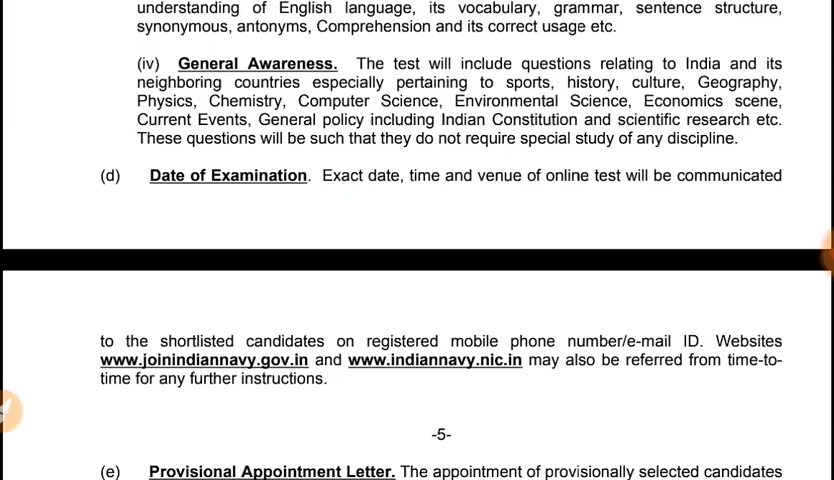 understanding of English language, its vocabulary, grammar, sentence structure,
synonymous, antonyms, Comprehension and its correct usage etc.
(iv) General Awareness. The test will include questions relating to India and its
neighboring countries especially pertaining to sports, history, culture, Geography,
Physics, Chemistry, Computer Science, Environmental Science, Economics scene,
Current Events, General policy including Indian Constitution and scientific research etc.
These questions will be such that they do not require special study of any discipline.
(d) Date of Examination. Exact date, time and venue of online test will be communicated
to the shortlisted candidates on registered mobile phone number/e-mail ID. Websites
www.joinindiannavy.gov.in and www.indiannavy.nic.in may also be referred from time-to-
time for any further instructions.
-5-
(e) Provisional Appointment Letter. The appointment of provisionally selected candidates